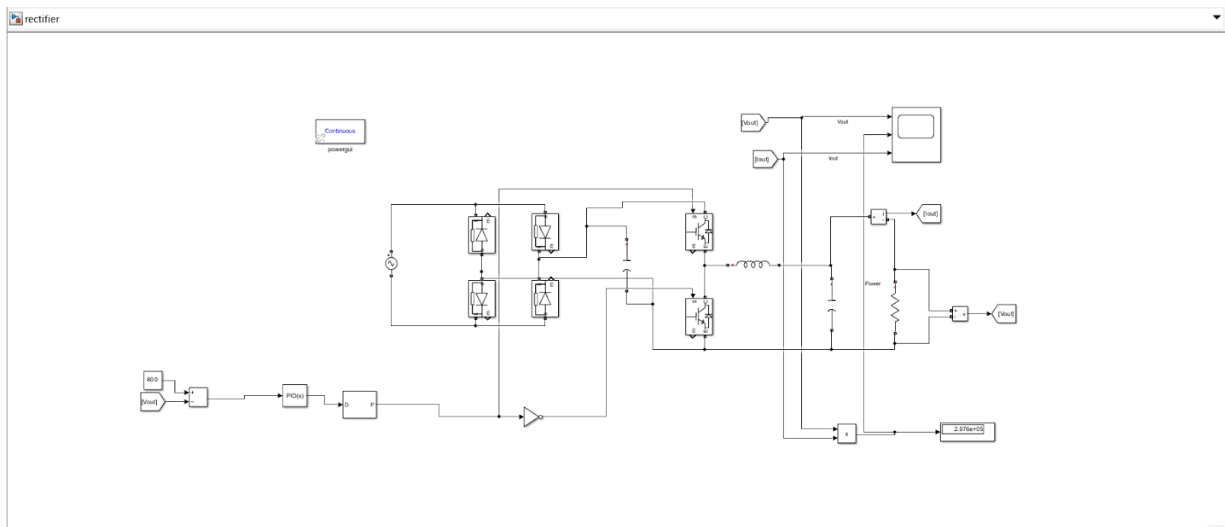 rectifier
Continuous
powergui
[Vout]
Vout
[Iout]
Iout
[Iout]
Power
[Vout]
800
[Vout]
+
−
PID(s)
D
P
x
2.976e+05